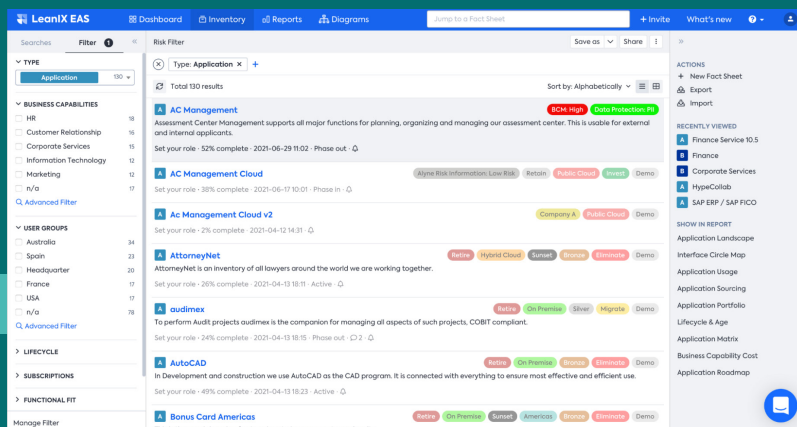 LeanIX EAS
Dashboard
Inventory
Reports
Diagrams
Jump to a Fact Sheet
+ Invite
What's new
Searches
Filter 1
TYPE
Application 130
BUSINESS CAPABILITIES
HR 18
Customer Relationship 16
Corporate Services 15
Information Technology 12
Marketing 12
n/a 17
Advanced Filter
USER GROUPS
Australia 34
Spain 23
Headquarter 20
France 17
USA 17
n/a 78
Advanced Filter
LIFECYCLE
SUBSCRIPTIONS
FUNCTIONAL FIT
Manage Filter
Risk Filter
Save as
Share
Type: Application × +
Total 130 results
Sort by: Alphabetically
A AC Management BCM: High Data Protection: PII
Assessment Center Management supports all major functions for planning, organizing and managing our assessment center. This is usable for external
and internal applicants.
Set your role · 52% complete · 2021-06-29 11:02 · Phase out ·
A AC Management Cloud Alyne Risk Information: Low Risk Retain Public Cloud Invest Demo
Set your role · 38% complete · 2021-06-17 10:01 · Phase In ·
A Ac Management Cloud v2 Company A Public Cloud Demo
Set your role · 2% complete · 2021-04-12 14:31 ·
A AttorneyNet Retire Hybrid Cloud Sunset Bronze Eliminate Demo
AttorneyNet is an inventory of all lawyers around the world we are working together.
Set your role · 26% complete · 2021-04-13 18:11 · Active ·
A audimex Retire On Premise Silver Migrate Demo
To perform Audit projects audimex is the companion for managing all aspects of such projects, COBIT compliant.
Set your role · 24% complete · 2021-04-13 18:15 · Phase out · 2 ·
A AutoCAD Retire On Premise Bronze Eliminate Demo
In Development and construction we use AutoCAD as the CAD program. It is connected with everything to ensure most effective and efficient use.
Set your role · 49% complete · 2021-04-13 18:23 · Active ·
A Bonus Card Americas Retire On Premise Sunset Americas Bronze Eliminate Demo
ACTIONS
+ New Fact Sheet
Export
Import
RECENTLY VIEWED
A Finance Service 10.5
B Finance
B Corporate Services
A HypeCollab
A SAP ERP / SAP FICO
SHOW IN REPORT
Application Landscape
Interface Circle Map
Application Usage
Application Sourcing
Application Portfolio
Lifecycle & Age
Application Matrix
Business Capability Cost
Application Roadmap